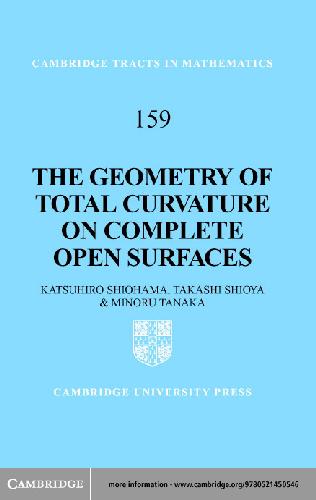 CAMBRIDGE TRACTS IN MATHEMATICS
159
THE GEOMETRY OF
TOTAL CURVATURE
ON COMPLETE
OPEN SURFACES
KATSUHIRO SHIOHAMA, TAKASHI SHIOYA
& MINORU TANAKA
CAMBRIDGE UNIVERSITY PRESS
CAMBRIDGE more information - www.cambridge.org/9780521450546